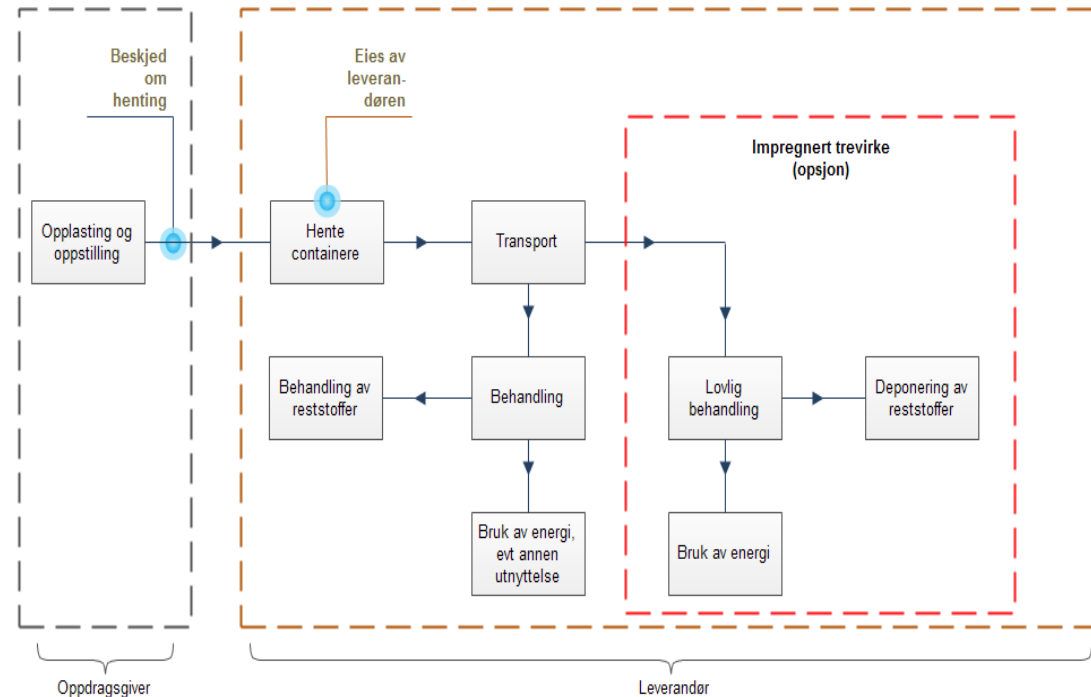 Beskjed
om
henting
Eies av
leveran-
døren
Impregnert trevirke
(opsjon)
Opplasting og
oppstilling
Hente
containere
Transport
Behandling av
reststoffer
Behandling
Lovlig
behandling
Deponering av
reststoffer
Bruk av energi,
evt annen
utnyttelse
Bruk av energi
Oppdragsgiver
Leverandør